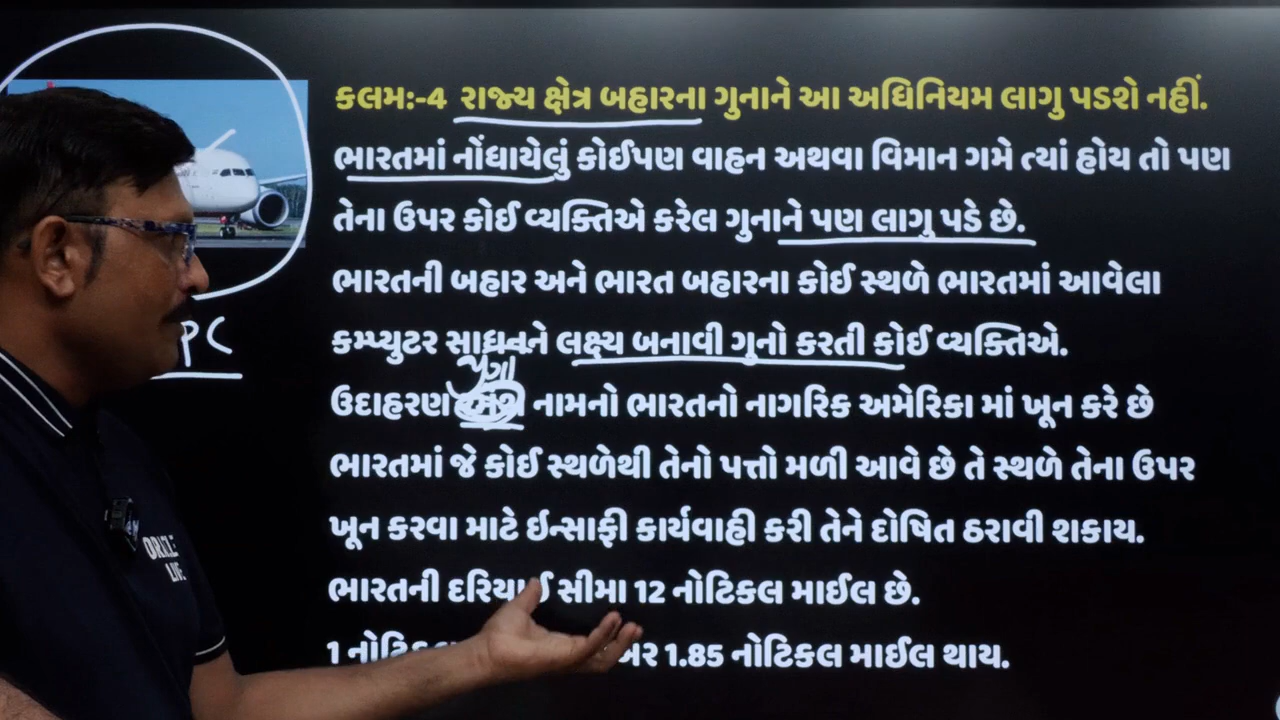 કલમ:-4 રાજ્ય ક્ષેત્ર બહારના ગુનાને આ અધિનિયમ લાગુ પડશે નહીં.
ભારતમાં નોંધાયેલું કોઈપણ વાહન અથવા વિમાન ગમે ત્યાં હોય તો પણ
તેના ઉપર કોઈ વ્યક્તિએ કરેલ ગુનાને પણ લાગુ પડે છે.
ભારતની બહાર અને ભારત બહારના કોઈ સ્થળે ભારતમાં આવેલા
કમ્પ્યુટર સાધનને લક્ષ્ય બનાવી ગુનો કરતી કોઈ વ્યક્તિએ.
PC
ઉદાહરણ નામનો ભારતનો નાગરિક અમેરિકા માં ખૂન કરે છે
ભારતમાં જે કોઈ સ્થળેથી તેનો પત્તો મળી આવે છે તે સ્થળે તેના ઉપર
ખૂન કરવા માટે ઇન્સાફી કાર્યવાહી કરી તેને દોષિત ઠરાવી શકાય.
ભારતની દરિયાઈ સીમા 12 નોટિકલ માઈલ છે.
1 1.85 નોટિકલ માઈલ થાય.
LIVE